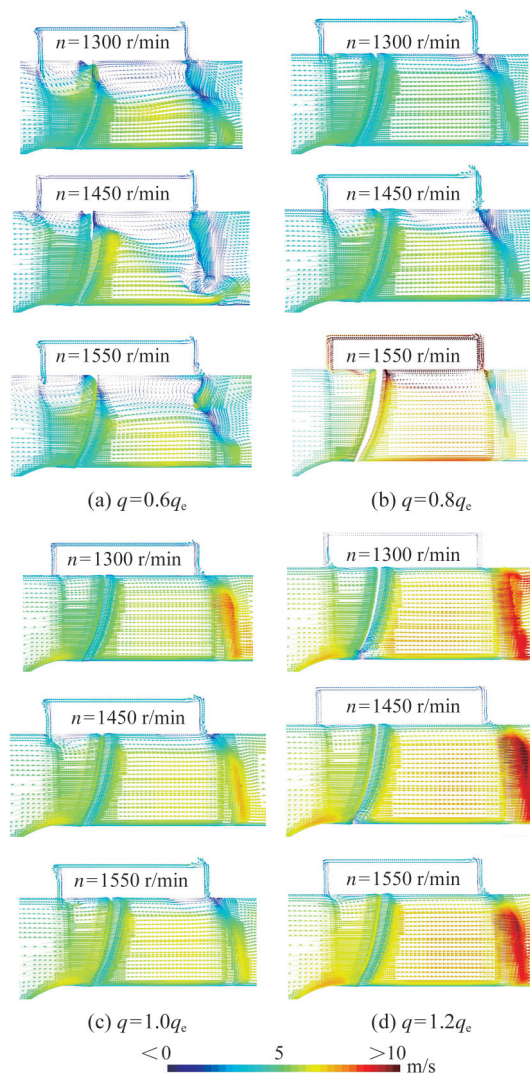 n=1300 r/min
n=1450 r/min
n=1550 r/min
(a) q=0.6qₑ
n=1300 r/min
n=1450 r/min
n=1550 r/min
(b) q=0.8qₑ
n=1300 r/min
n=1450 r/min
n=1550 r/min
(c) q=1.0qₑ
n=1300 r/min
n=1450 r/min
n=1550 r/min
(d) q=1.2qₑ
<0 5 >10 m/s